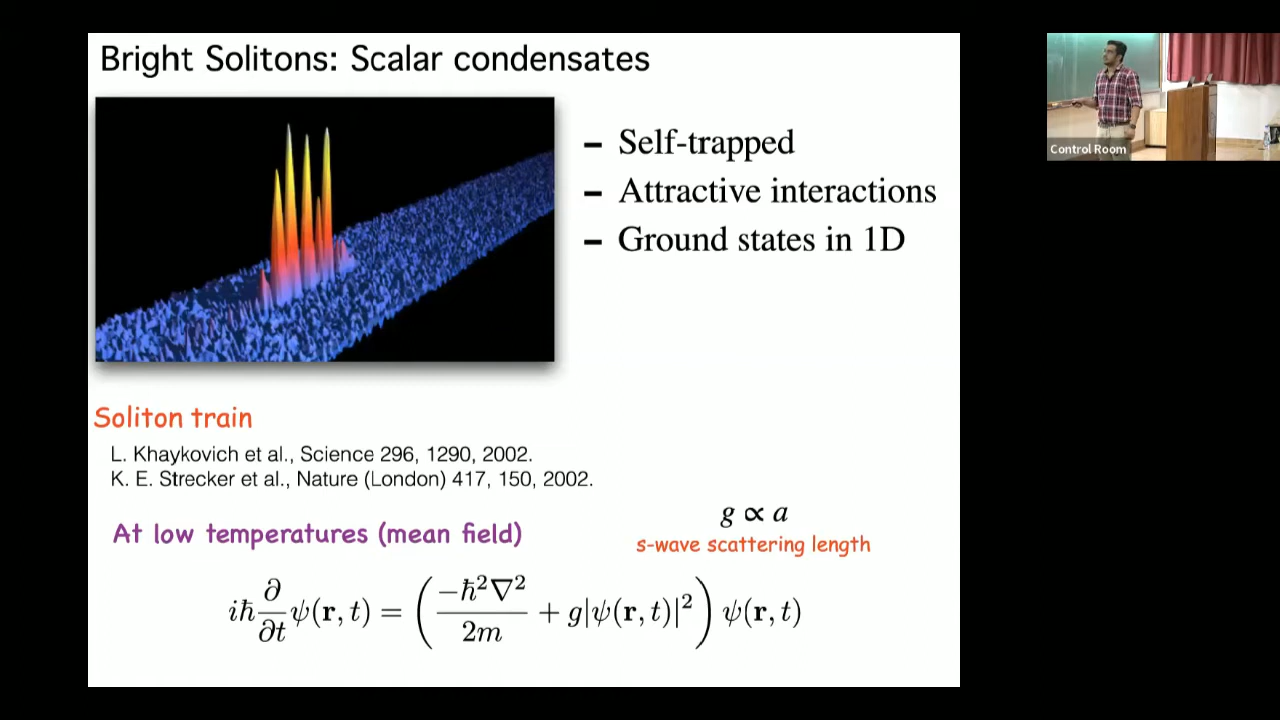 Bright Solitons: Scalar condensates
– Self-trapped
– Attractive interactions
– Ground states in 1D
Control Room
Soliton train
L. Khaykovich et al., Science 296, 1290, 2002.
K. E. Strecker et al., Nature (London) 417, 150, 2002.
At low temperatures (mean field)
g ∝ a
s-wave scattering length
iℏ ∂/∂t ψ(r, t) = ( −ℏ²∇²/2m + g|ψ(r, t)|² ) ψ(r, t)